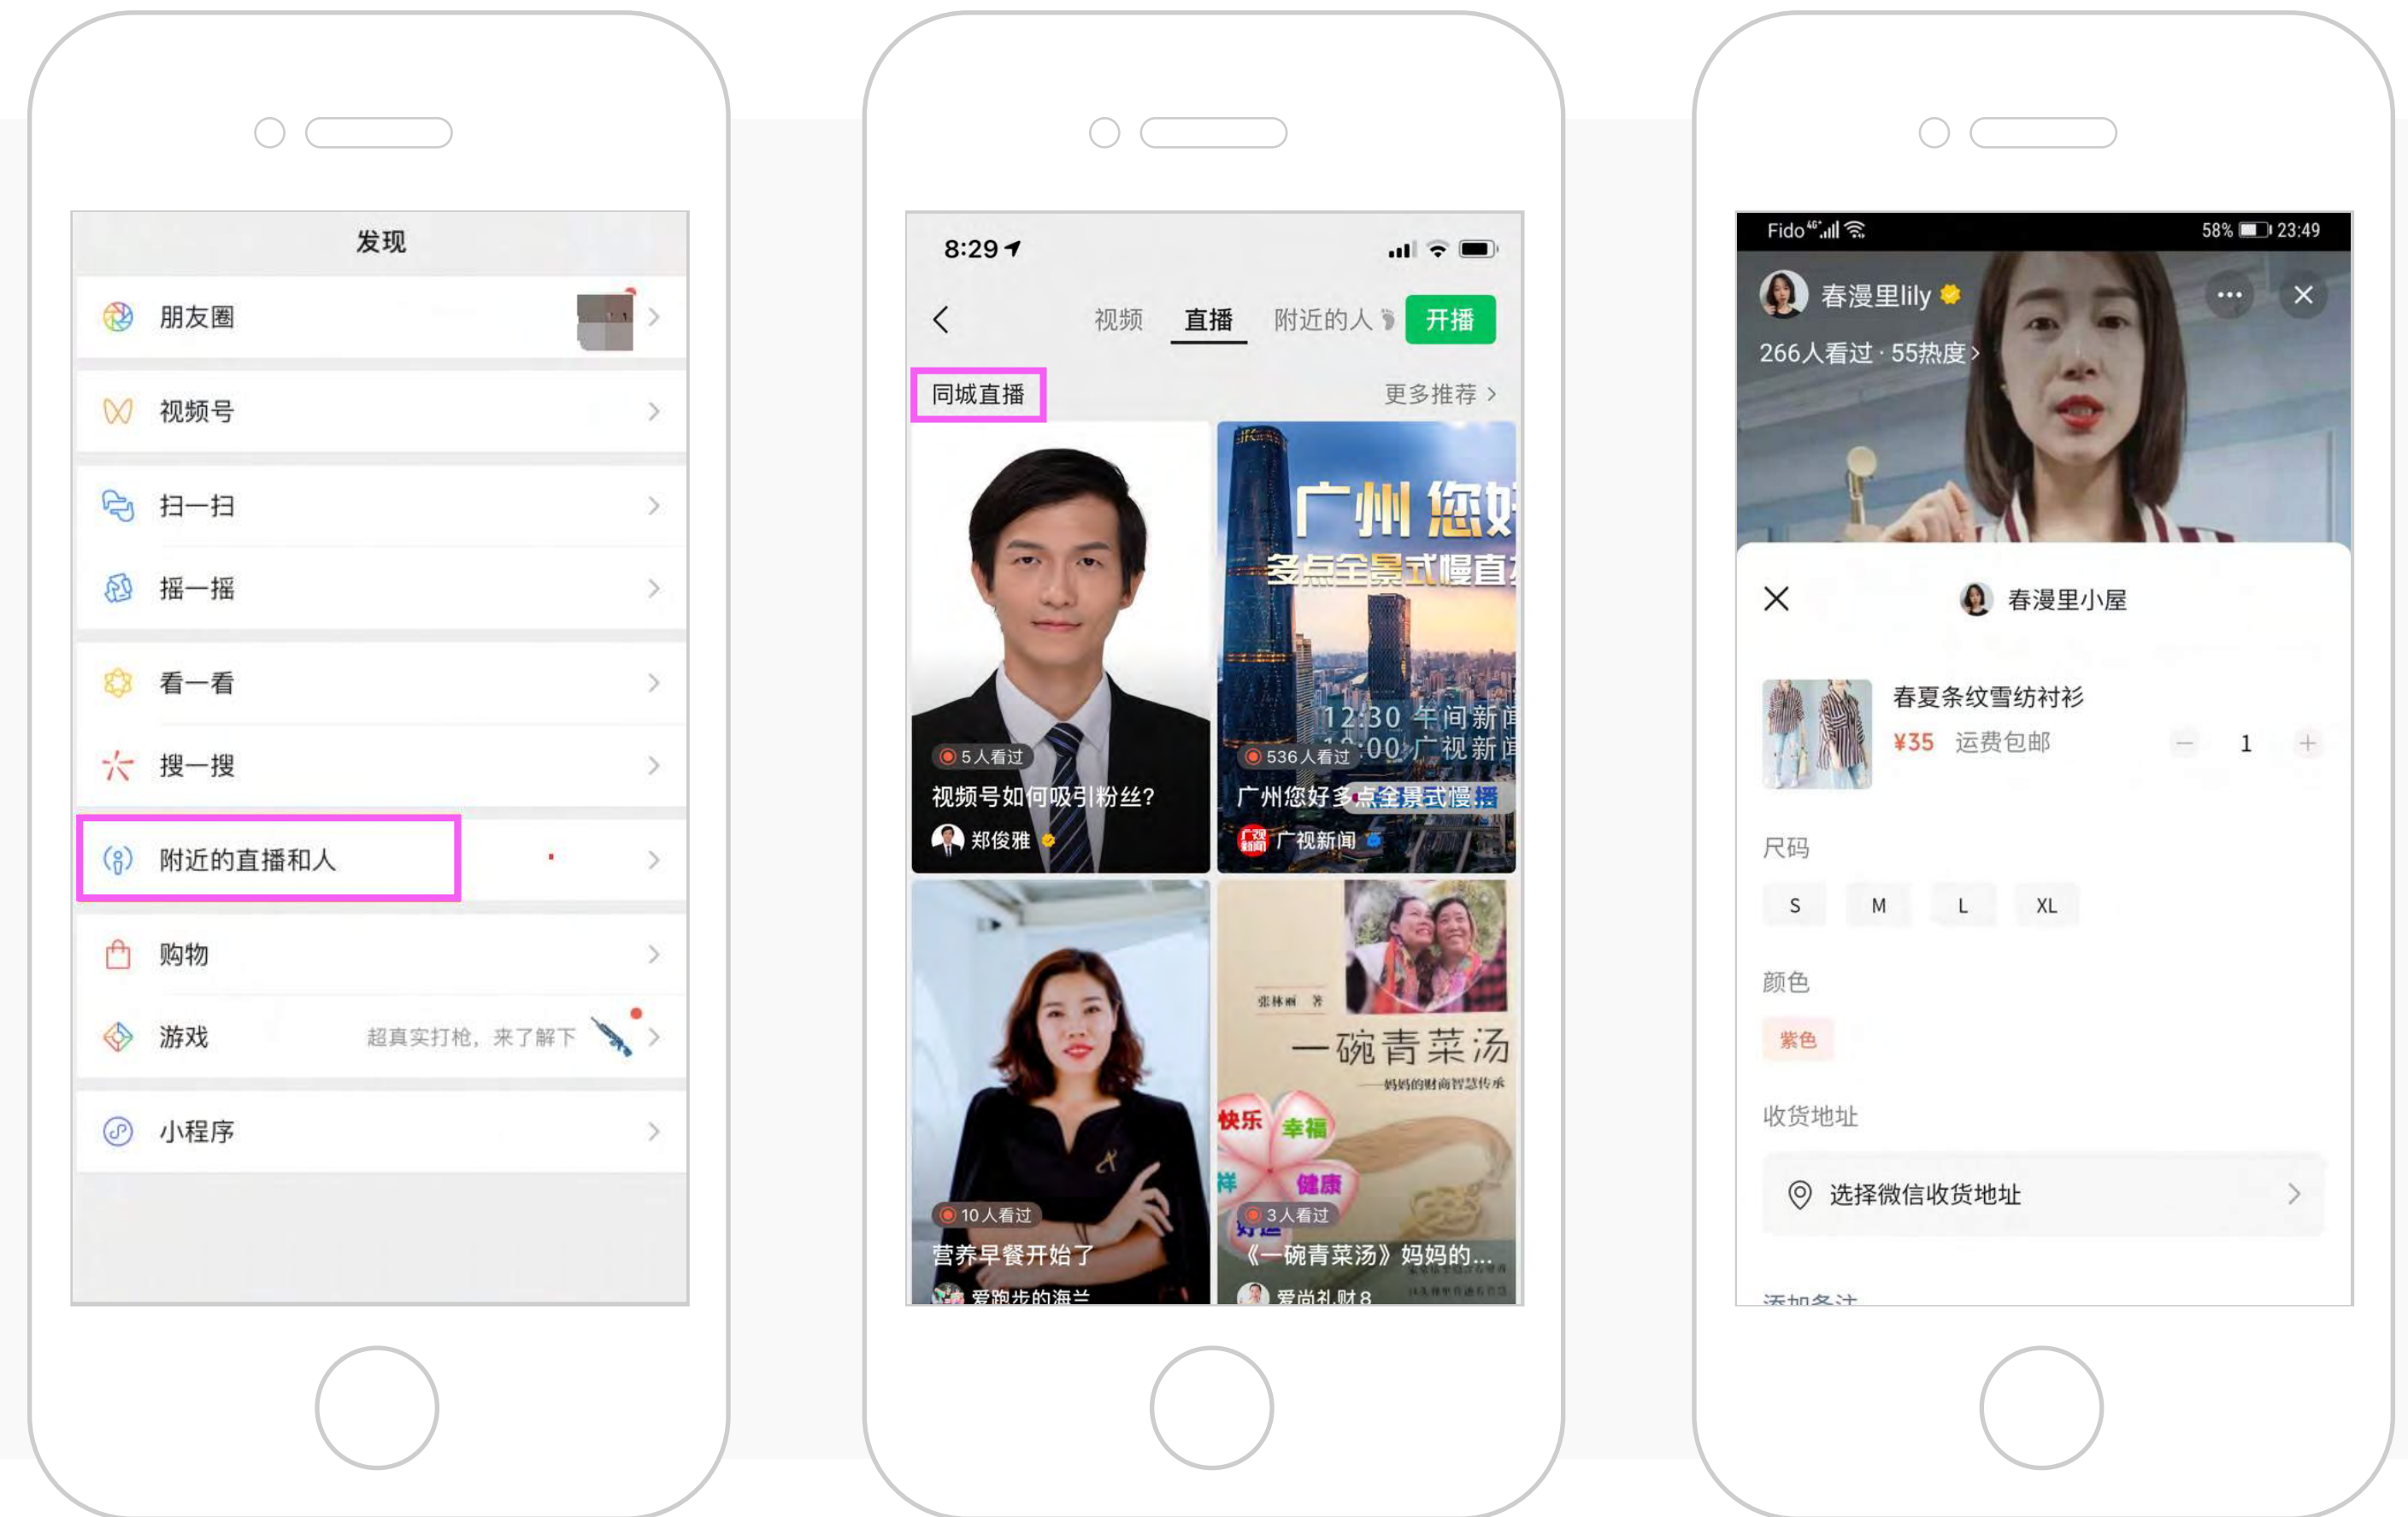 发现
朋友圈
视频号
扫一扫
摇一摇
看一看
搜一搜
附近的直播和人
购物
游戏 超真实打枪，来了解下
小程序
8:29
视频 直播 附近的人 开播
同城直播 更多推荐
5人看过
视频号如何吸引粉丝?
郑俊雅
广州 您好
多点全景式慢直
12:30 午间新闻
:00 广视新闻
536人看过
广州您好多点全景式慢...
广视新闻
10人看过
营养早餐开始了
爱跑步的海兰
张林丽 著
一碗青菜汤
——妈妈的财商智慧传承
快乐 幸福
祥 健康
好运
3人看过
《一碗青菜汤》妈妈的...
爱尚礼财8
Fido 4G+ 58% 23:49
春漫里lily
266人看过 · 55热度
春漫里小屋
春夏条纹雪纺衬衫
¥35 运费包邮 － 1 ＋
尺码
S M L XL
颜色
紫色
收货地址
选择微信收货地址
添加备注